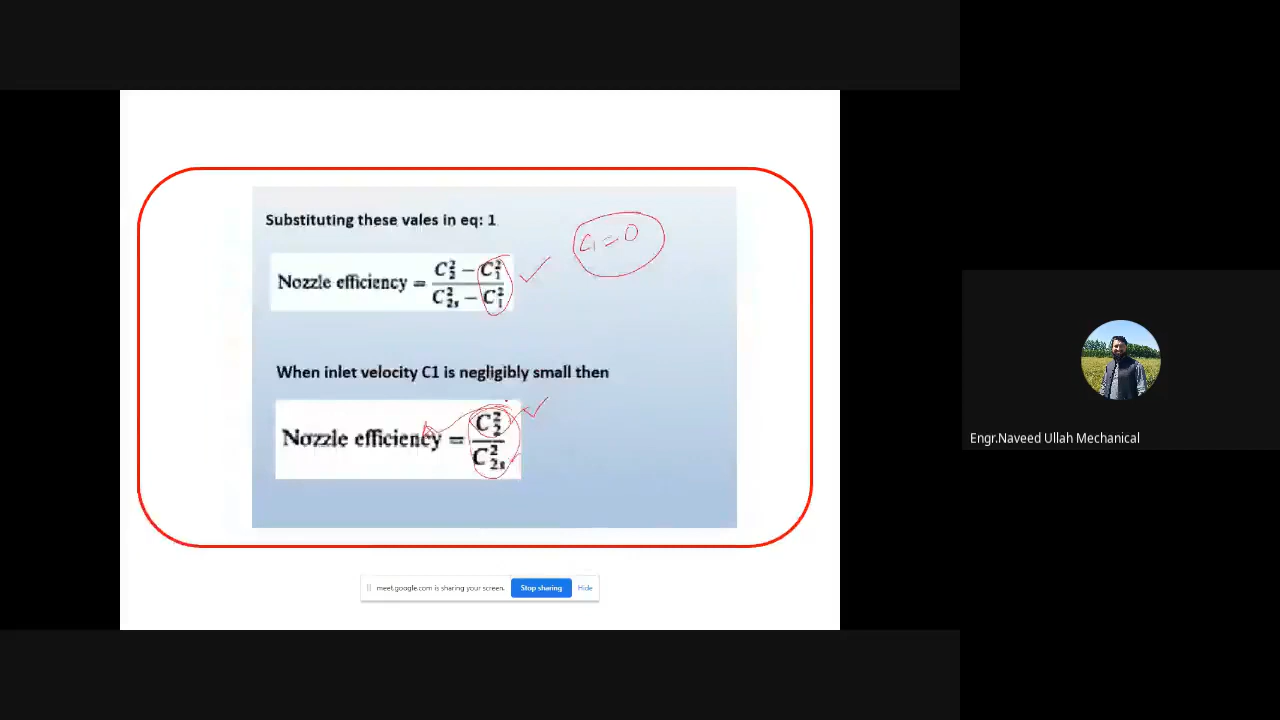 Substituting these vales in eq: 1
C₁ = 0
Nozzle efficiency = (C₂² − C₁²) / (C₂ₛ² − C₁²)
When inlet velocity C1 is negligibly small then
Nozzle efficiency = C₂² / C₂ₛ²
Engr.Naveed Ullah Mechanical
meet.google.com is sharing your screen. Stop sharing Hide